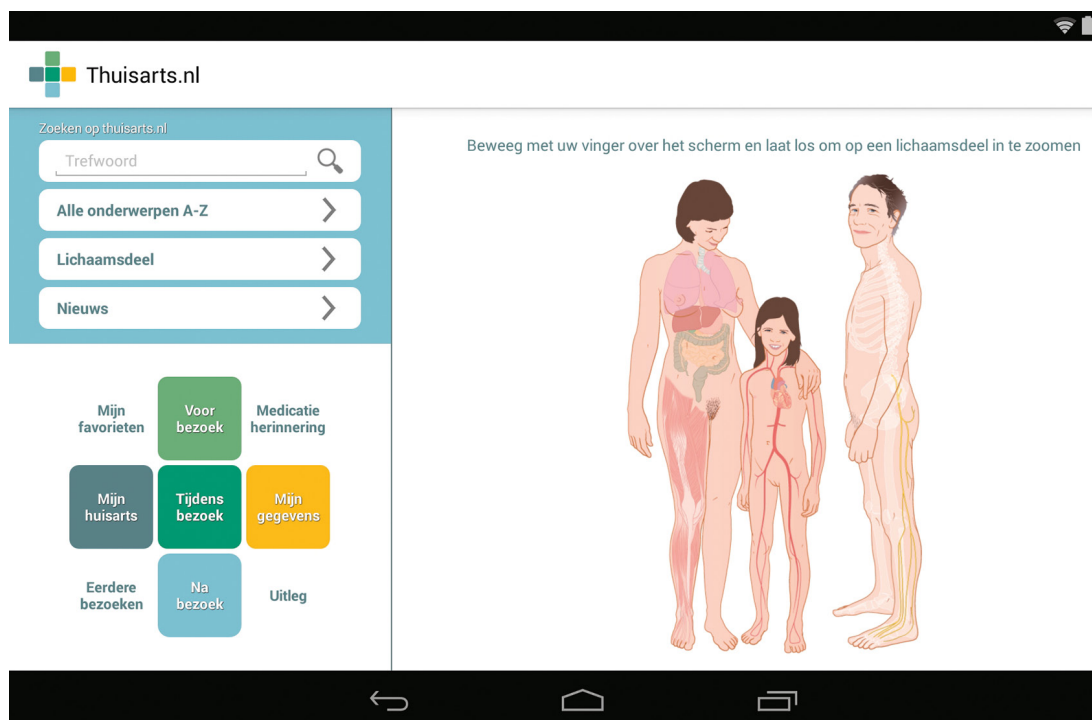 Thuisarts.nl
Zoeken op thuisarts.nl
Trefwoord
Alle onderwerpen A-Z
Lichaamsdeel
Nieuws
Mijn
favorieten
Voor
bezoek
Medicatie
herinnering
Mijn
huisarts
Tijdens
bezoek
Mijn
gegevens
Eerdere
bezoeken
Na
bezoek
Uitleg
Beweeg met uw vinger over het scherm en laat los om op een lichaamsdeel in te zoomen